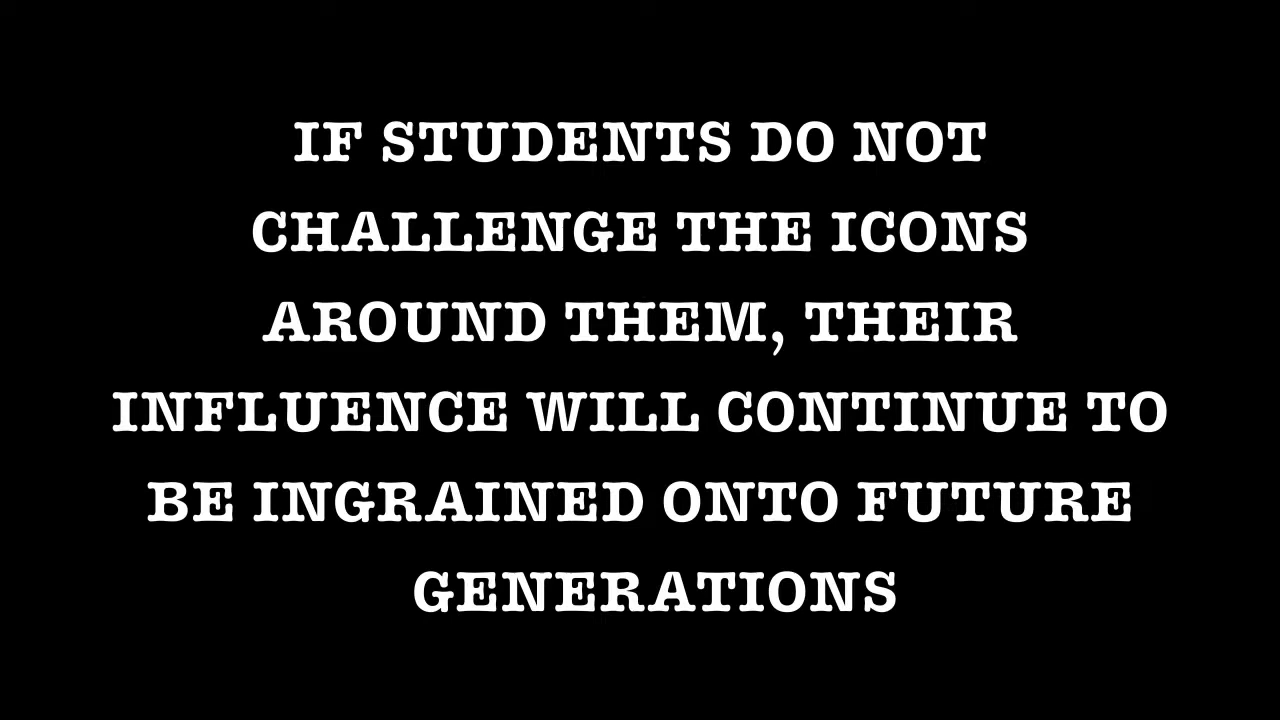 IF STUDENTS DO NOT
CHALLENGE THE ICONS
AROUND THEM, THEIR
INFLUENCE WILL CONTINUE TO
BE INGRAINED ONTO FUTURE
GENERATIONS